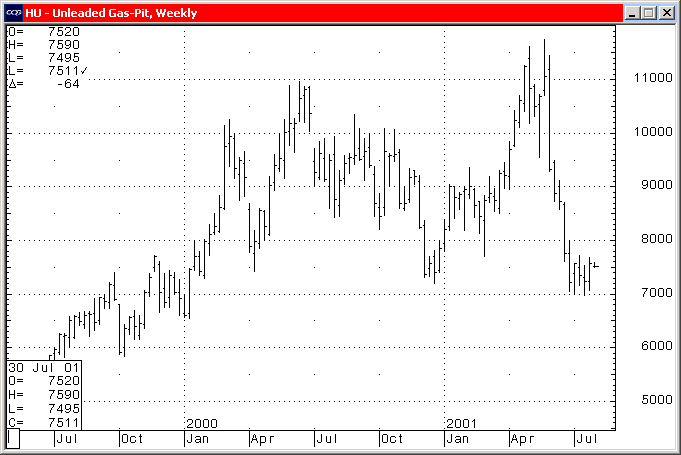 CQG HU - Unleaded Gas-Pit, Weekly
O= 7520
H= 7590
L= 7495
L= 7511✓
Δ= -64
11000
10000
9000
8000
7000
6000
5000
30 Jul 01
O= 7520
H= 7590
L= 7495
C= 7511
2000 2001
Jul Oct Jan Apr Jul Oct Jan Apr Jul